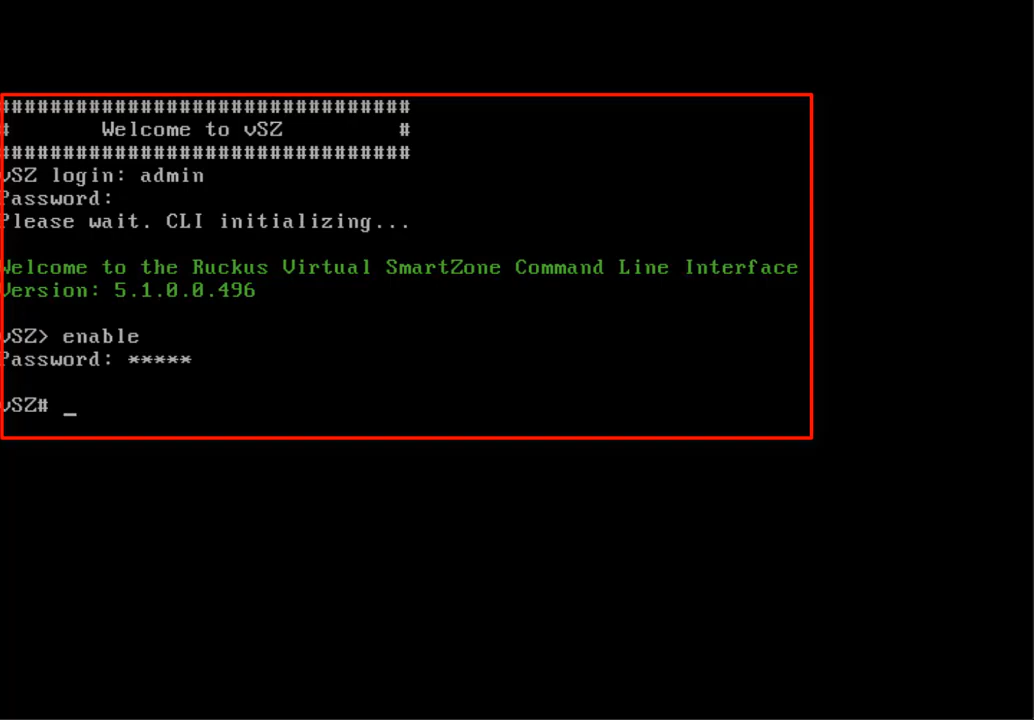 ################################
#       Welcome to vSZ         #
################################
vSZ login: admin
Password:
Please wait. CLI initializing...
Welcome to the Ruckus Virtual SmartZone Command Line Interface
Version: 5.1.0.0.496
vSZ> enable
Password: *****
vSZ# _